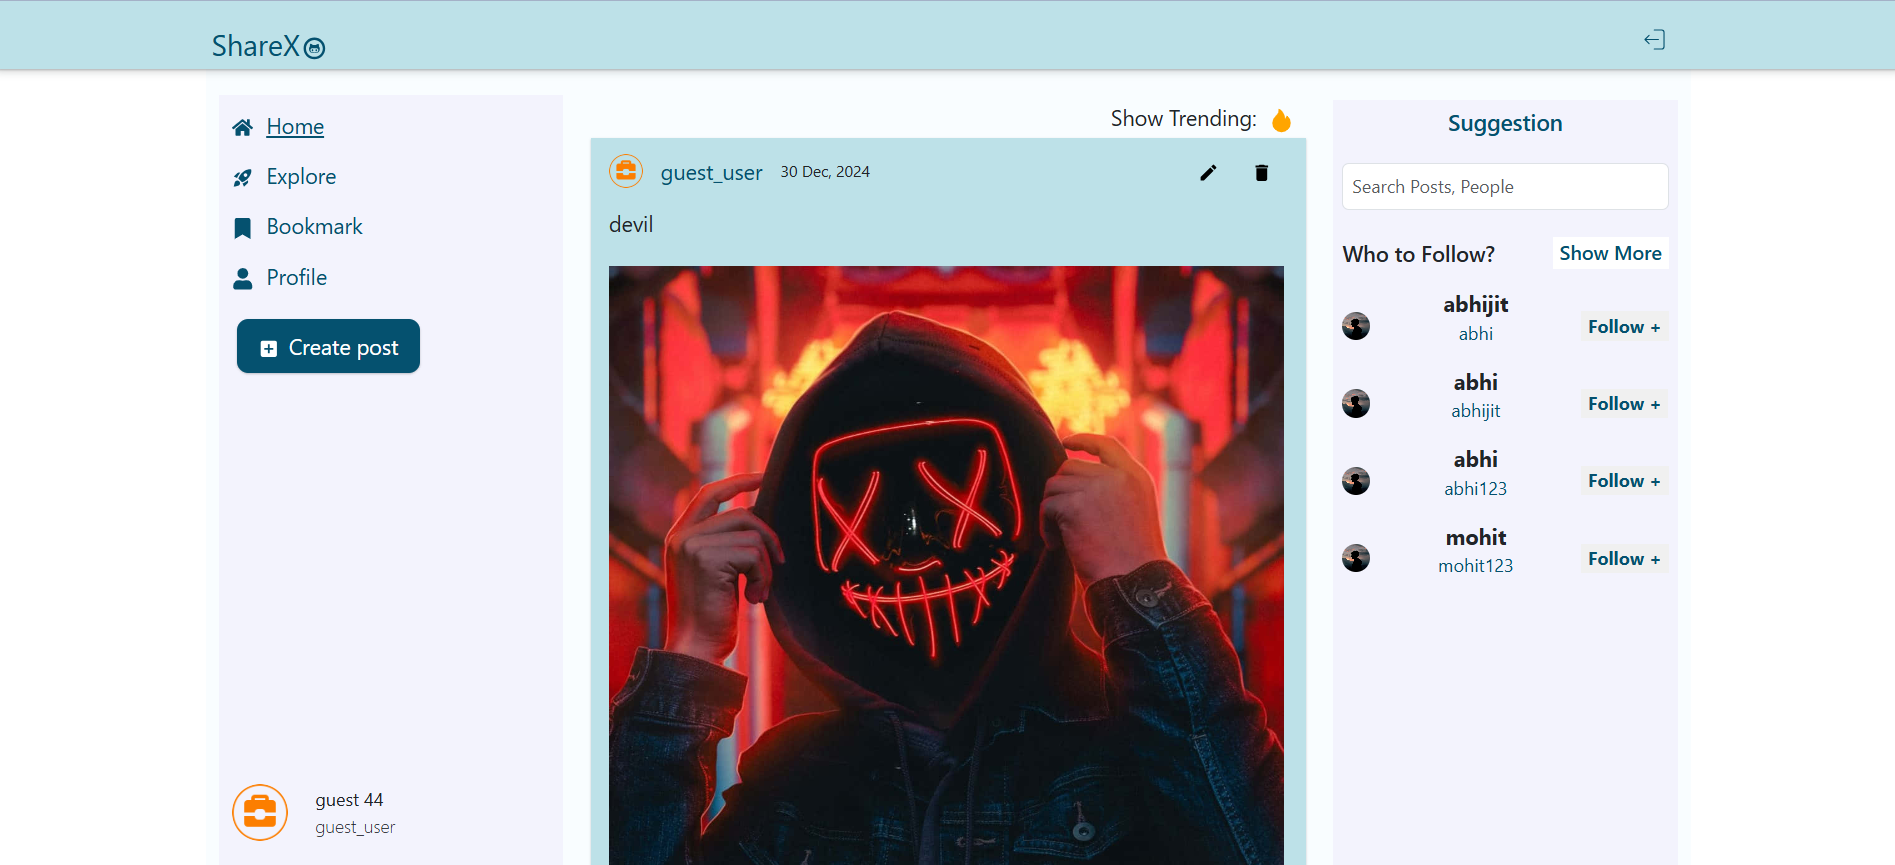 ShareX
Home
Explore
Bookmark
Profile
Create post
guest 44
guest_user
Show Trending:
guest_user 30 Dec, 2024
devil
Suggestion
Search Posts, People
Who to Follow? Show More
abhijit
abhi
Follow +
abhi
abhijit
Follow +
abhi
abhi123
Follow +
mohit
mohit123
Follow +